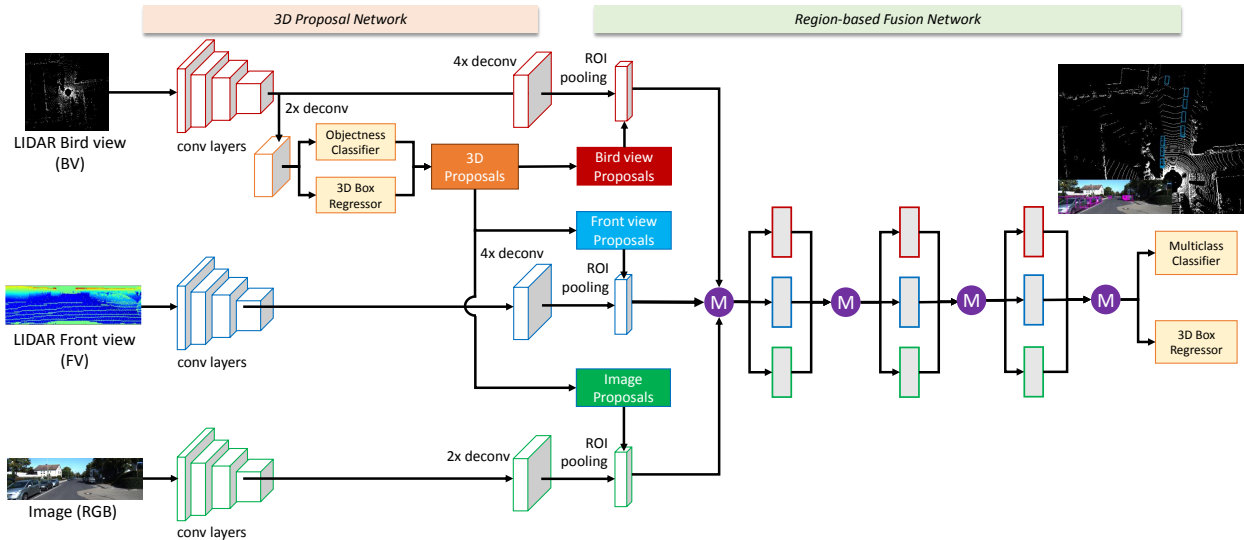 3D Proposal Network
Region-based Fusion Network
LIDAR Bird view
(BV)
conv layers
2x deconv
4x deconv
ROI
pooling
Objectness
Classifier
3D Box
Regressor
3D
Proposals
Bird view
Proposals
Front view
Proposals
LIDAR Front view
(FV)
conv layers
4x deconv
ROI
pooling
M
M
M
M
Multiclass
Classifier
3D Box
Regressor
Image
Proposals
Image (RGB)
conv layers
2x deconv
ROI
pooling